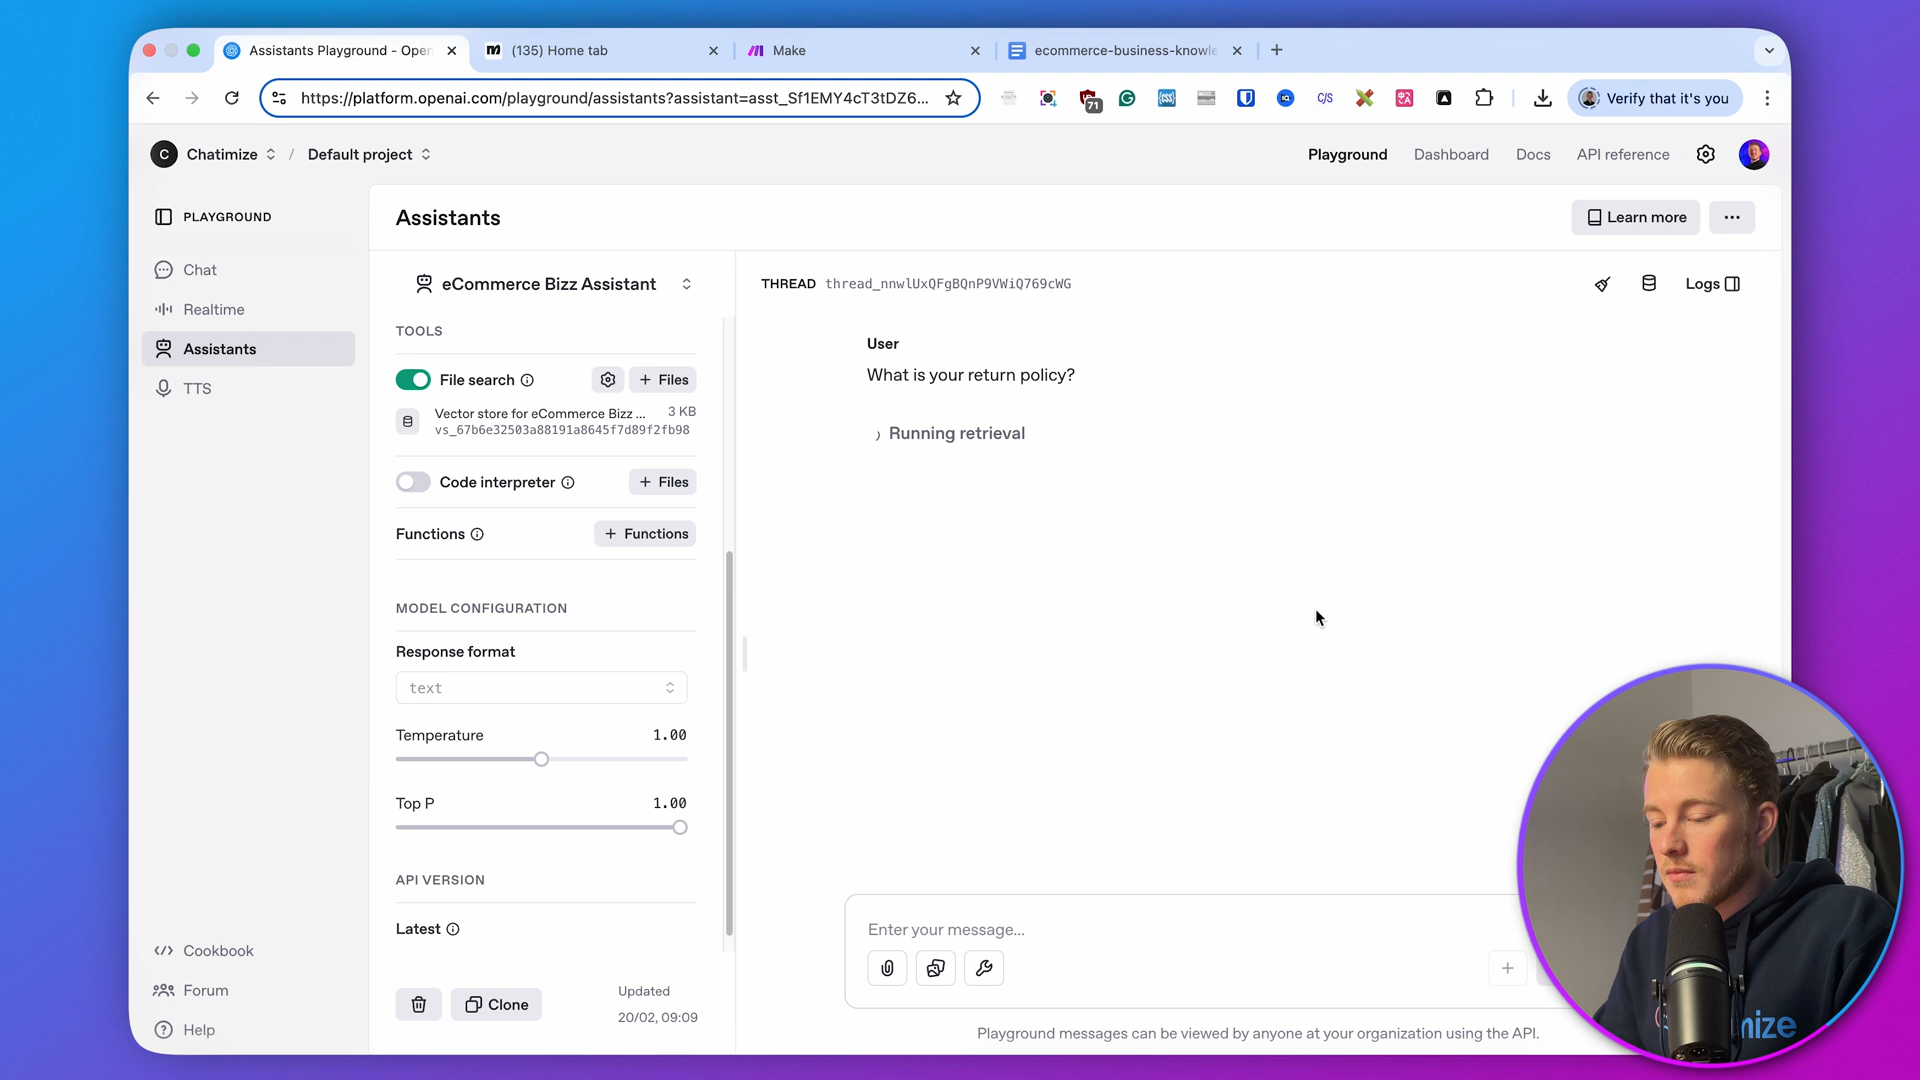 Assistants Playground - Open
(135) Home tab
Make
ecommerce-business-knowle
https://platform.openai.com/playground/assistants?assistant=asst_Sf1EMY4cT3tDZ6...
71
C/S
Verify that it's you
C
Chatimize
/
Default project
Playground
Dashboard
Docs
API reference
PLAYGROUND
Chat
Realtime
Assistants
TTS
Cookbook
Forum
Help
Assistants
Learn more
eCommerce Bizz Assistant
TOOLS
File search
+ Files
Vector store for eCommerce Bizz ...
3 KB
vs_67b6e32503a88191a8645f7d89f2fb98
Code interpreter
+ Files
Functions
+ Functions
MODEL CONFIGURATION
Response format
text
Temperature
1.00
Top P
1.00
API VERSION
Latest
Clone
Updated
20/02, 09:09
THREAD
thread_nnwlUxQFgBQnP9VWiQ769cWG
Logs
User
What is your return policy?
Running retrieval
Enter your message...
Playground messages can be viewed by anyone at your organization using the API.